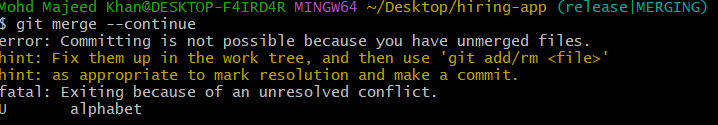 Mohd Majeed Khan@DESKTOP-F4IRD4R MINGW64 ~/Desktop/hiring-app (release|MERGING)
$ git merge --continue
error: Committing is not possible because you have unmerged files.
hint: Fix them up in the work tree, and then use 'git add/rm <file>'
hint: as appropriate to mark resolution and make a commit.
fatal: Exiting because of an unresolved conflict.
U       alphabet